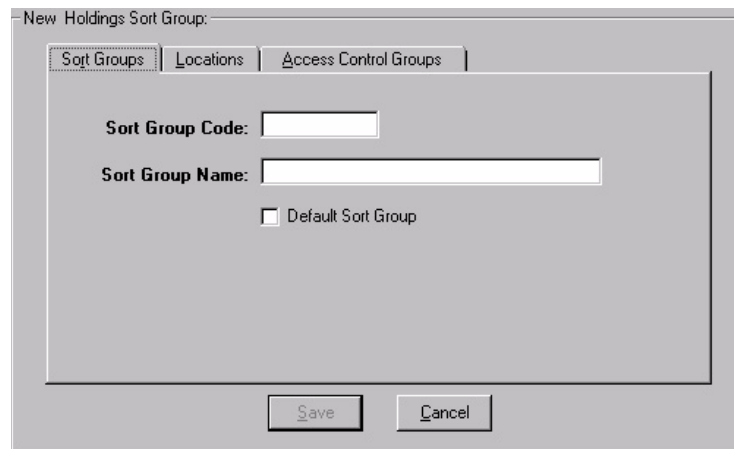 New Holdings Sort Group:
Sort Groups Locations Access Control Groups
Sort Group Code:
Sort Group Name:
Default Sort Group
Save Cancel